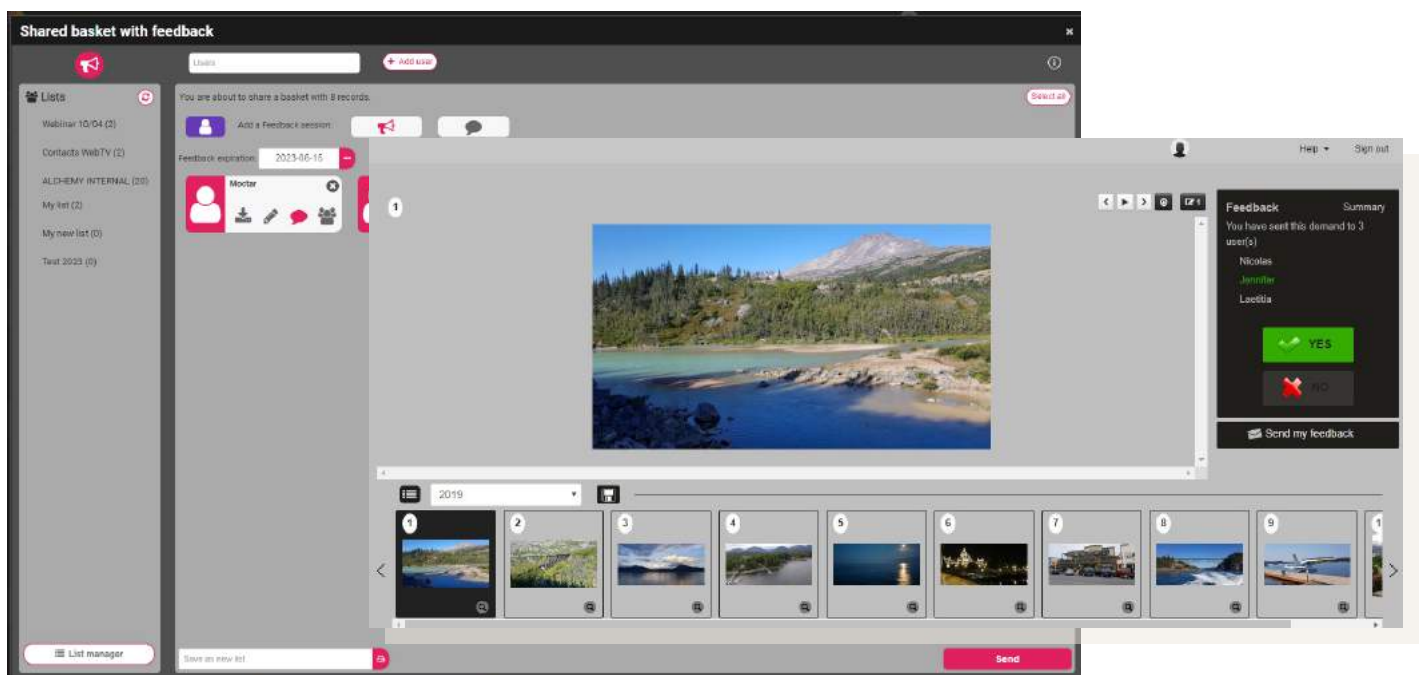 Shared basket with feedback
Users
+ Add user
Lists
You are about to share a basket with 8 records.
Select all
Webinar 10/04 (2)
Add a Feedback session
Contacts WebTV (2)
Feedback expiration:
2023-06-15
ALCHEMY INTERNAL (20)
Moctar
My list (2)
My new list (0)
Test 2023 (0)
List manager
Save as new list
Send
Help
Sign out
1
1
Feedback
Summary
You have sent this demand to 3
user(s)
Nicolas
Jennifer
Laetitia
YES
NO
Send my feedback
2019
1
2
3
4
5
6
7
8
9
1